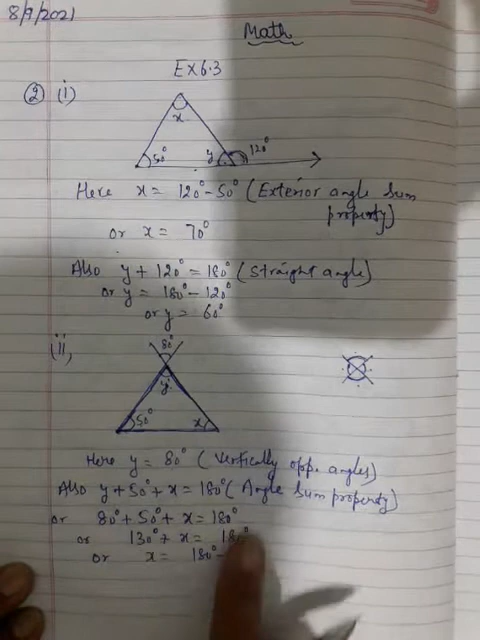 8/9/2021
Math
EX 6.3
② (i)
x
50° y 120°
Here x = 120° - 50° (Exterior angle sum
property)
or x = 70°
Also y + 120° = 180° (Straight angle)
or y = 180° - 120°
or y = 60°
(ii)
80°
y
50° x
Here y = 80° (Vertically opp. angles)
Also y + 50° + x = 180° (Angle sum property)
or 80° + 50° + x = 180°
or 130° + x = 180°
or x = 180° -